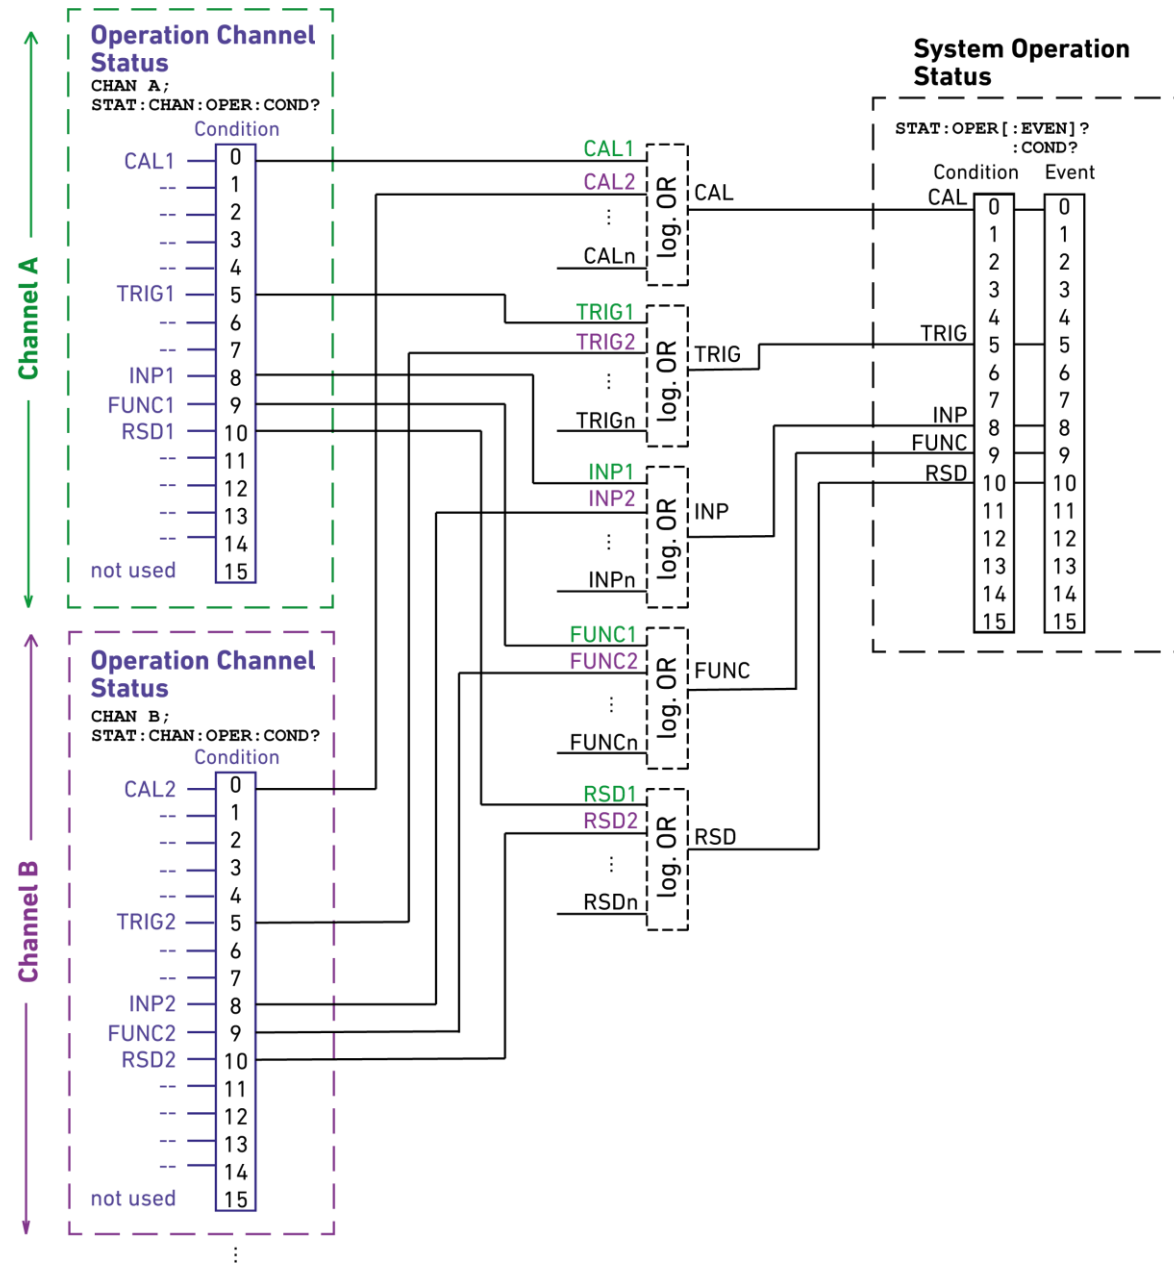 Operation Channel
Status
CHAN A;
STAT:CHAN:OPER:COND?
Condition
CAL1 0
-- 1
-- 2
-- 3
-- 4
TRIG1 5
-- 6
-- 7
INP1 8
FUNC1 9
RSD1 10
-- 11
-- 12
-- 13
-- 14
not used 15
Channel A
Operation Channel
Status
CHAN B;
STAT:CHAN:OPER:COND?
Condition
CAL2 0
-- 1
-- 2
-- 3
-- 4
TRIG2 5
-- 6
-- 7
INP2 8
FUNC2 9
RSD2 10
-- 11
-- 12
-- 13
-- 14
not used 15
⋮
Channel B
CAL1
CAL2
⋮
CALn
log. OR
CAL
TRIG1
TRIG2
⋮
TRIGn
log. OR
TRIG
INP1
INP2
⋮
INPn
log. OR
INP
FUNC1
FUNC2
⋮
FUNCn
log. OR
FUNC
RSD1
RSD2
⋮
RSDn
log. OR
RSD
System Operation
Status
STAT:OPER[:EVEN]?
:COND?
Condition Event
CAL 0 0
1 1
2 2
3 3
4 4
TRIG 5 5
6 6
7 7
INP 8 8
FUNC 9 9
RSD 10 10
11 11
12 12
13 13
14 14
15 15